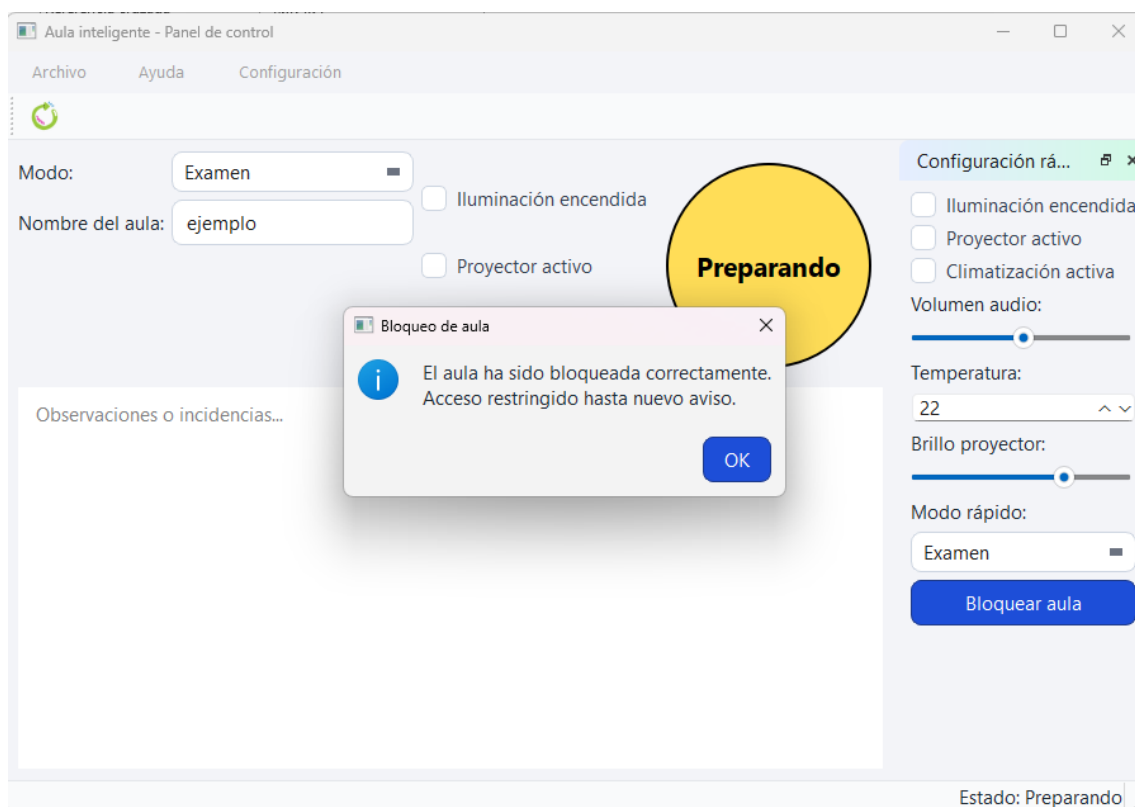 Aula inteligente - Panel de control
Archivo Ayuda Configuración
Modo: Examen
Nombre del aula: ejemplo
Iluminación encendida
Proyector activo
Preparando
Bloqueo de aula
El aula ha sido bloqueada correctamente.
Acceso restringido hasta nuevo aviso.
OK
Observaciones o incidencias...
Configuración rá...
Iluminación encendida
Proyector activo
Climatización activa
Volumen audio:
Temperatura:
22
Brillo proyector:
Modo rápido:
Examen
Bloquear aula
Estado: Preparando